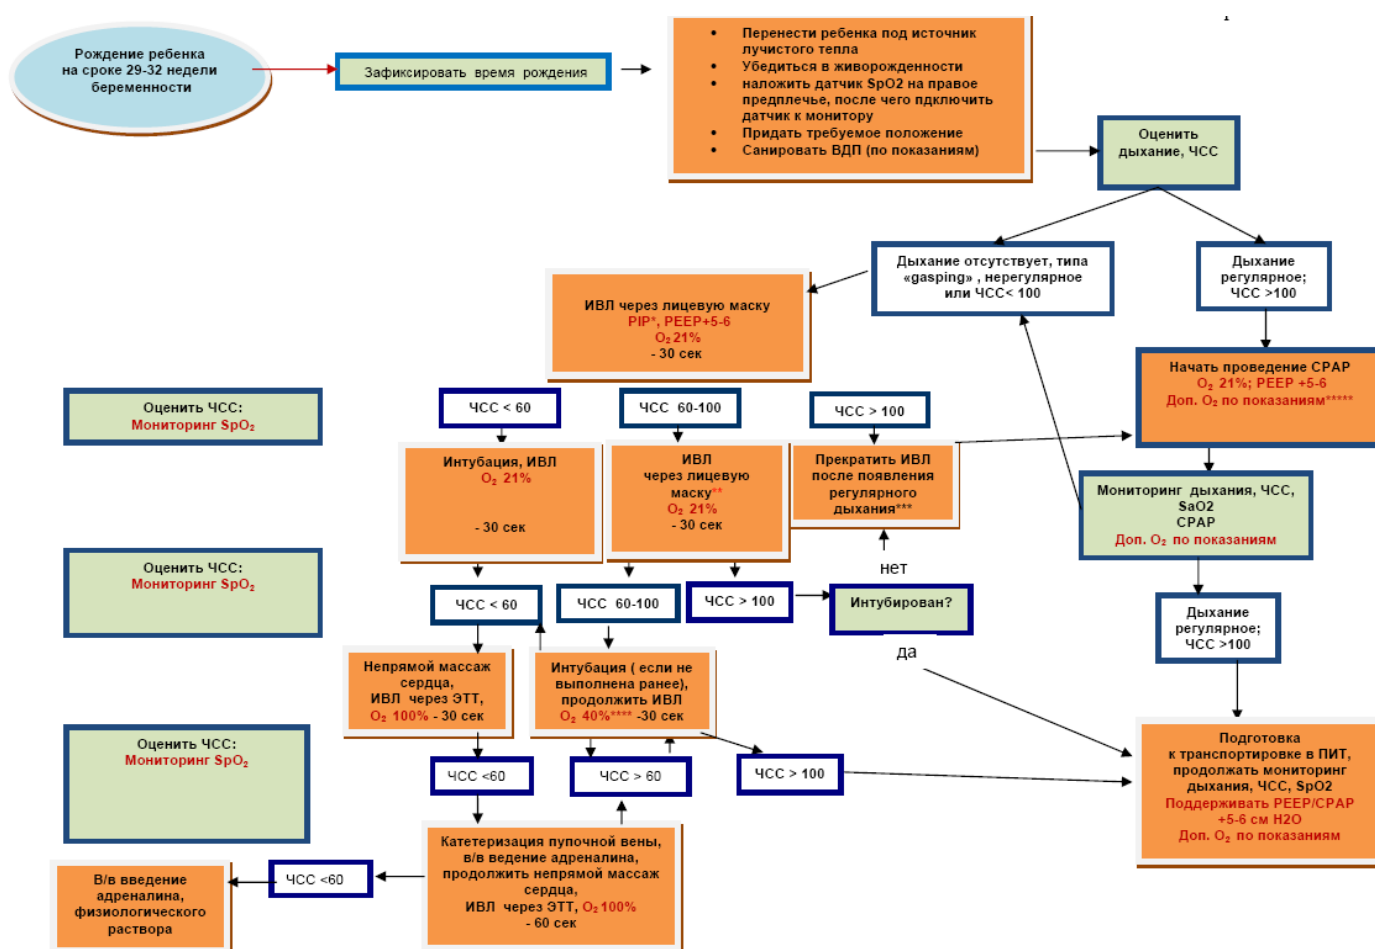 Рождение ребенка
на сроке 29-32 недели
беременности
Зафиксировать время рождения
• Перенести ребенка под источник
лучистого тепла
• Убедиться в живорожденности
• наложить датчик SpO2 на правое
предплечье, после чего пдключить
датчик к монитору
• Придать требуемое положение
• Санировать ВДП (по показаниям)
Оценить
дыхание, ЧСС
Дыхание отсутствует, типа
«gasping» , нерегулярное
или ЧСС< 100
Дыхание
регулярное;
ЧСС >100
ИВЛ через лицевую маску
PIP*, PEEP+5-6
O₂ 21%
- 30 сек
Начать проведение CPAP
O₂ 21%; PEEP +5-6
Доп. O₂ по показаниям*****
Оценить ЧСС:
Мониторинг SpO₂
ЧСС < 60
ЧСС 60-100
ЧСС > 100
Интубация, ИВЛ
O₂ 21%
- 30 сек
ИВЛ
через лицевую
маску**
O₂ 21%
- 30 сек
Прекратить ИВЛ
после появления
регулярного
дыхания***
Мониторинг дыхания, ЧСС,
SaO2
CPAP
Доп. O₂ по показаниям
нет
Оценить ЧСС:
Мониторинг SpO₂
ЧСС < 60
ЧСС 60-100
ЧСС > 100
Интубирован?
Дыхание
регулярное;
ЧСС >100
да
Непрямой массаж
сердца,
ИВЛ через ЭТТ,
O₂ 100% - 30 сек
Интубация ( если не
выполнена ранее),
продолжить ИВЛ
O₂ 40%**** -30 сек
Оценить ЧСС:
Мониторинг SpO₂
ЧСС <60
ЧСС > 60
ЧСС > 100
Подготовка
к транспортировке в ПИТ,
продолжать мониторинг
дыхания, ЧСС, SpO2
Поддерживать PEEP/CPAP
+5-6 см H2O
Доп. O₂ по показаниям
Катетеризация пупочной вены,
в/в ведение адреналина,
продолжить непрямой массаж
сердца,
ИВЛ через ЭТТ, O₂ 100%
- 60 сек
ЧСС <60
В/в введение
адреналина,
физиологического
раствора